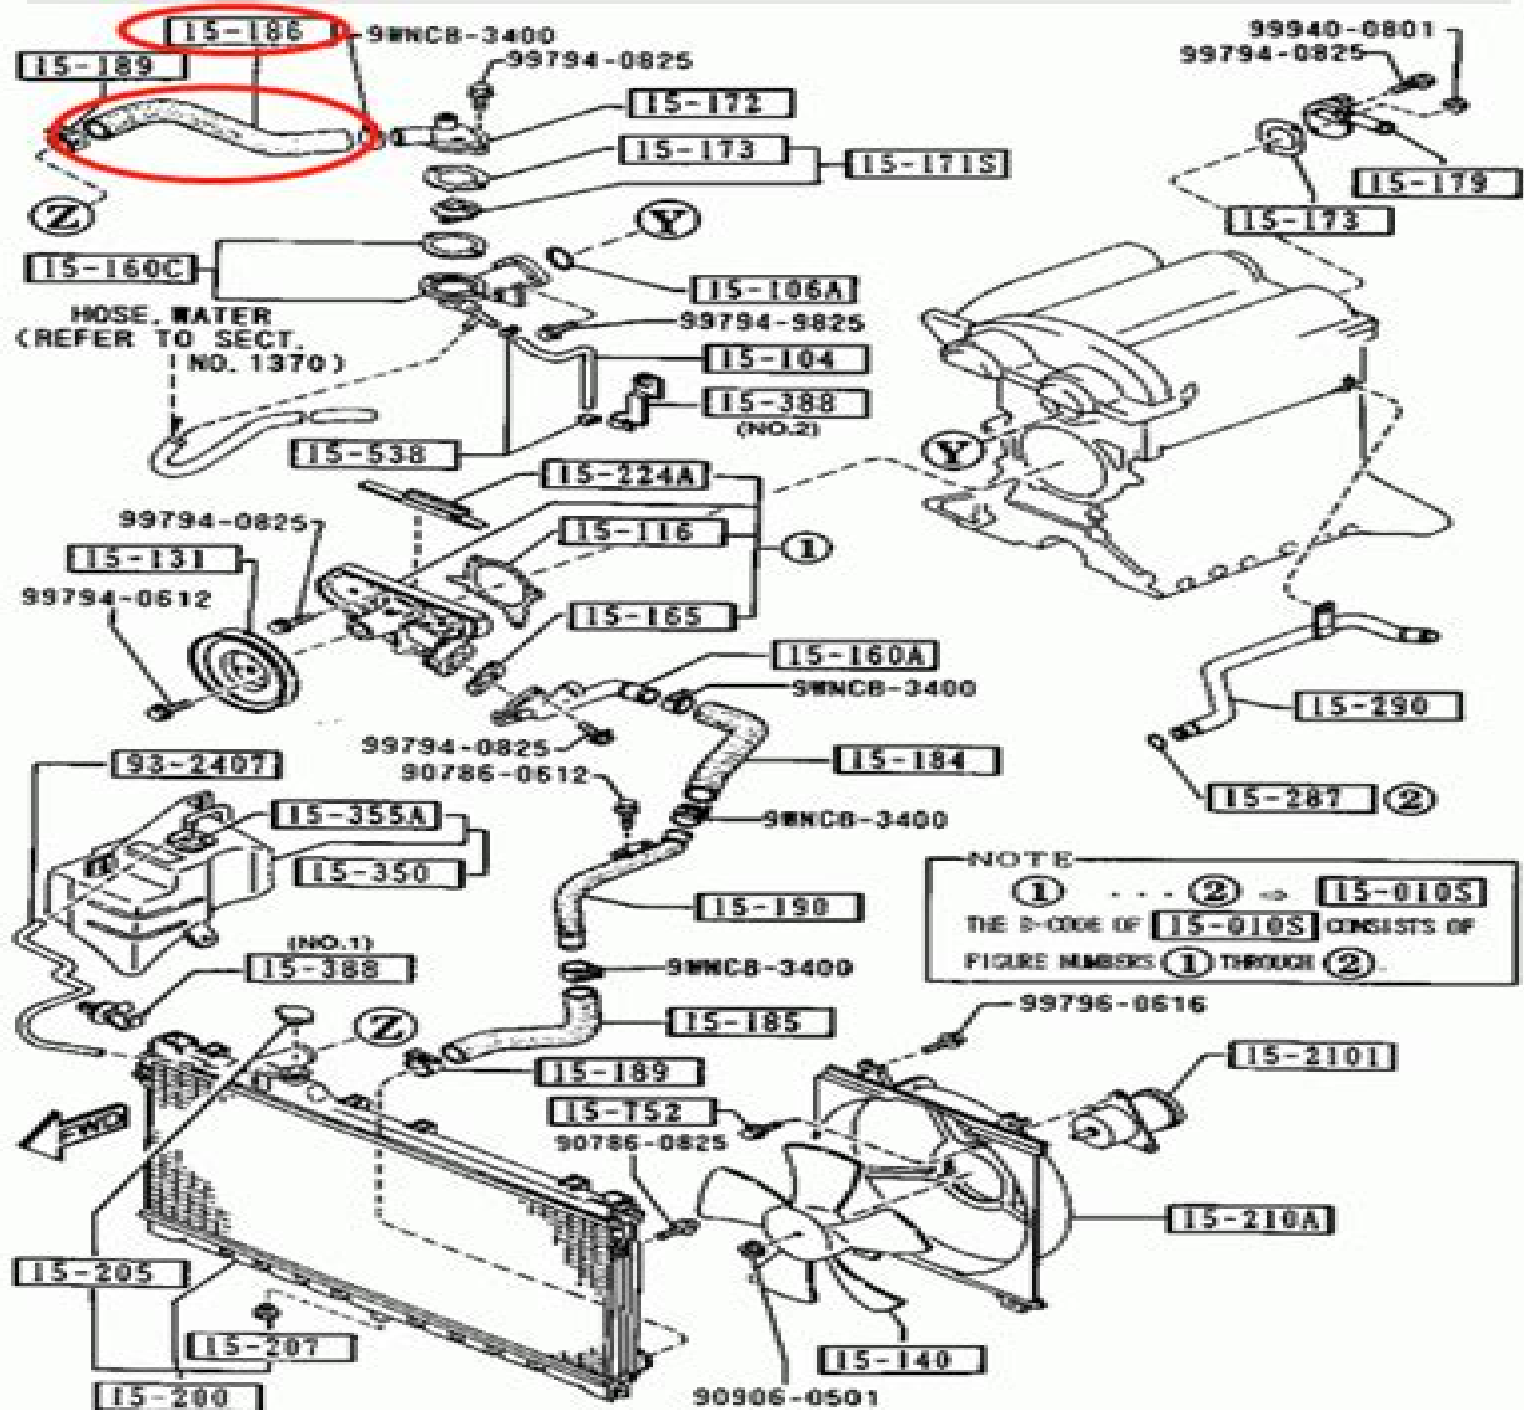 15-186
9WNCB-3400
15-189
99794-0825
99940-0801
99794-0825
15-172
15-173
15-171S
15-179
15-173
Z
Y
15-160C
15-106A
HOSE, WATER
(REFER TO SECT.
NO. 1370)
99794-9825
15-104
15-388
(NO.2)
15-538
Y
15-224A
99794-0825
15-116
1
15-131
99794-0612
15-165
15-160A
9WNCB-3400
15-290
99794-0825
90786-0612
15-184
93-2407
15-287 2
15-355A
9WNCB-3400
15-350
NOTE
1 ... 2 ⇨ 15-010S
THE D-CODE OF 15-010S CONSISTS OF
FIGURE NUMBERS 1 THROUGH 2.
15-190
(NO.1)
15-388
9WNCB-3400
99796-0616
Z
15-185
15-2101
15-189
FWD
15-752
90786-0825
15-210A
15-205
15-207
15-140
15-200
90906-0501